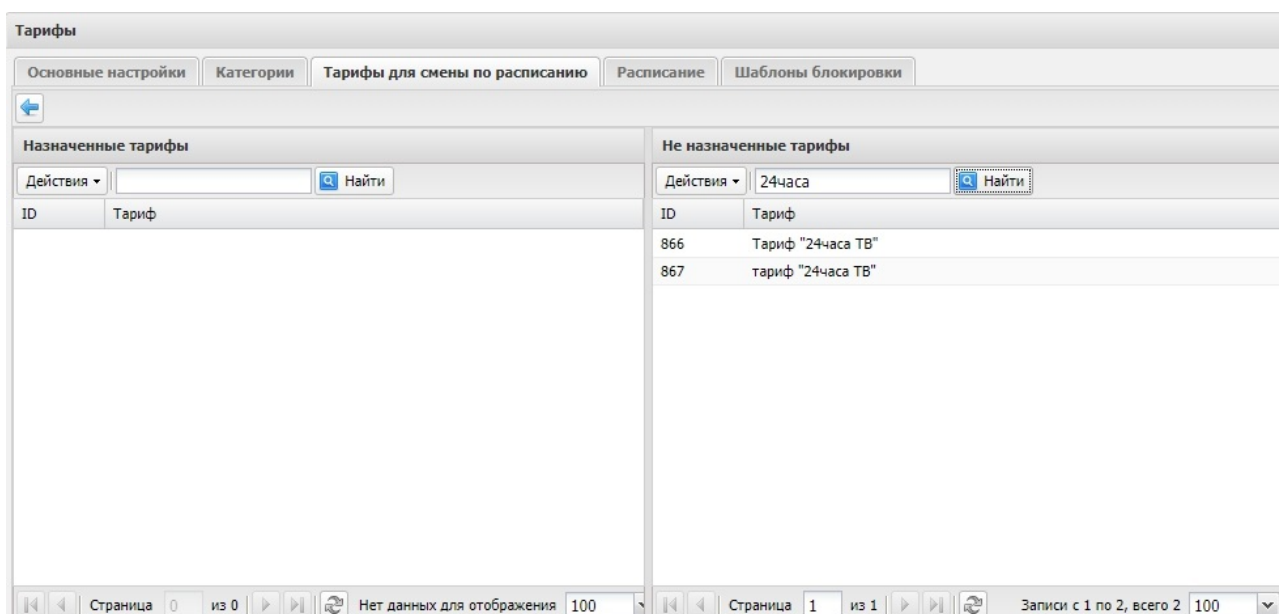 Тарифы
Основные настройки Категории Тарифы для смены по расписанию Расписание Шаблоны блокировки
Назначенные тарифы Не назначенные тарифы
Действия Найти Действия 24часа Найти
ID Тариф ID Тариф
866 Тариф "24часа ТВ"
867 тариф "24часа ТВ"
Страница 0 из 0 Нет данных для отображения 100 Страница 1 из 1 Записи с 1 по 2, всего 2 100